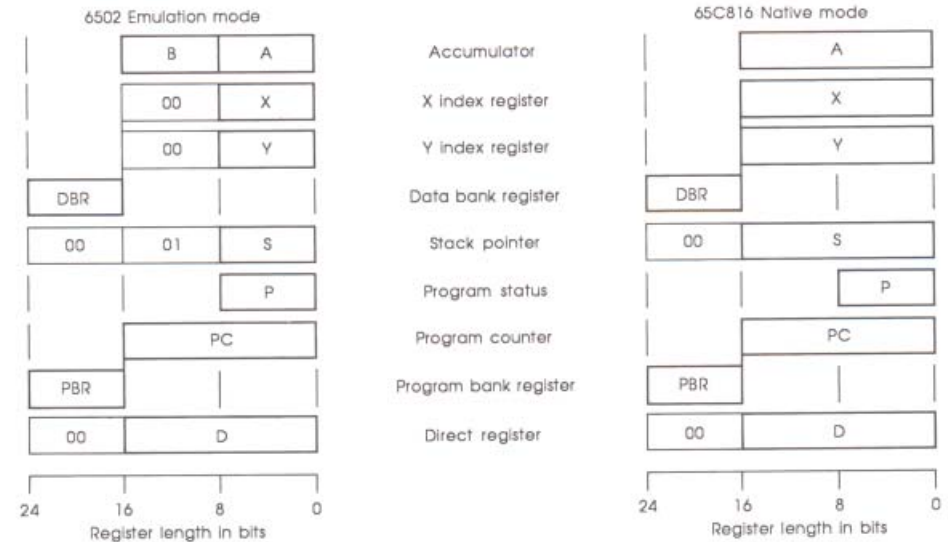 6502 Emulation mode
65C816 Native mode
B A Accumulator A
00 X X index register X
00 Y Y index register Y
DBR Data bank register DBR
00 01 S Stack pointer 00 S
P Program status P
PC Program counter PC
PBR Program bank register PBR
00 D Direct register 00 D
24 16 8 0
Register length in bits
24 16 8 0
Register length in bits